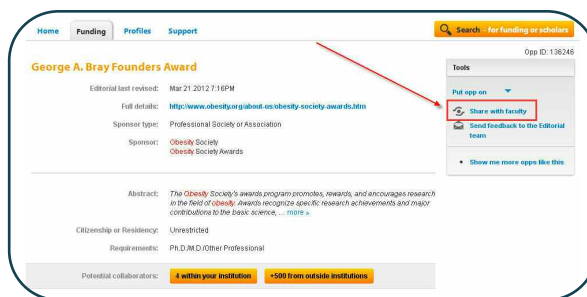 Home Funding Profiles Support
Search - for funding or scholars
Opp ID: 136246
George A. Bray Founders Award
Editorial last revised: Mar 21 2012 7:16PM
Full details: http://www.obesity.org/about-us/obesity-society-awards.htm
Sponsor type: Professional Society or Association
Sponsor: Obesity Society
Obesity Society Awards
Abstract: The Obesity Society's awards program promotes, rewards, and encourages research
in the field of obesity. Awards recognize specific research achievements and major
contributions to the basic science, ... more »
Citizenship or Residency: Unrestricted
Requirements: Ph.D./M.D./Other Professional
Potential collaborators: 4 within your institution +500 from outside institutions
Tools
Put opp on
Share with faculty
Send feedback to the Editorial
team
Show me more opps like this